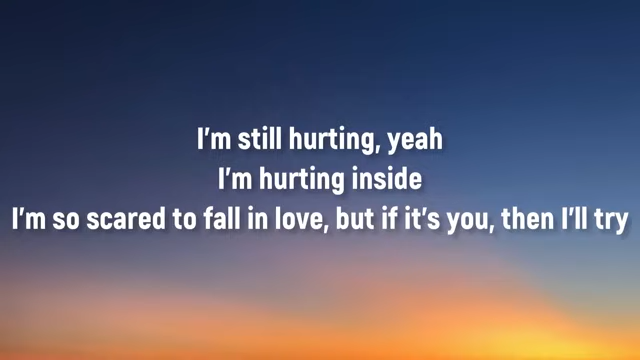 I'm still hurting, yeah
I'm hurting inside
I'm so scared to fall in love, but if it's you, then I'll try